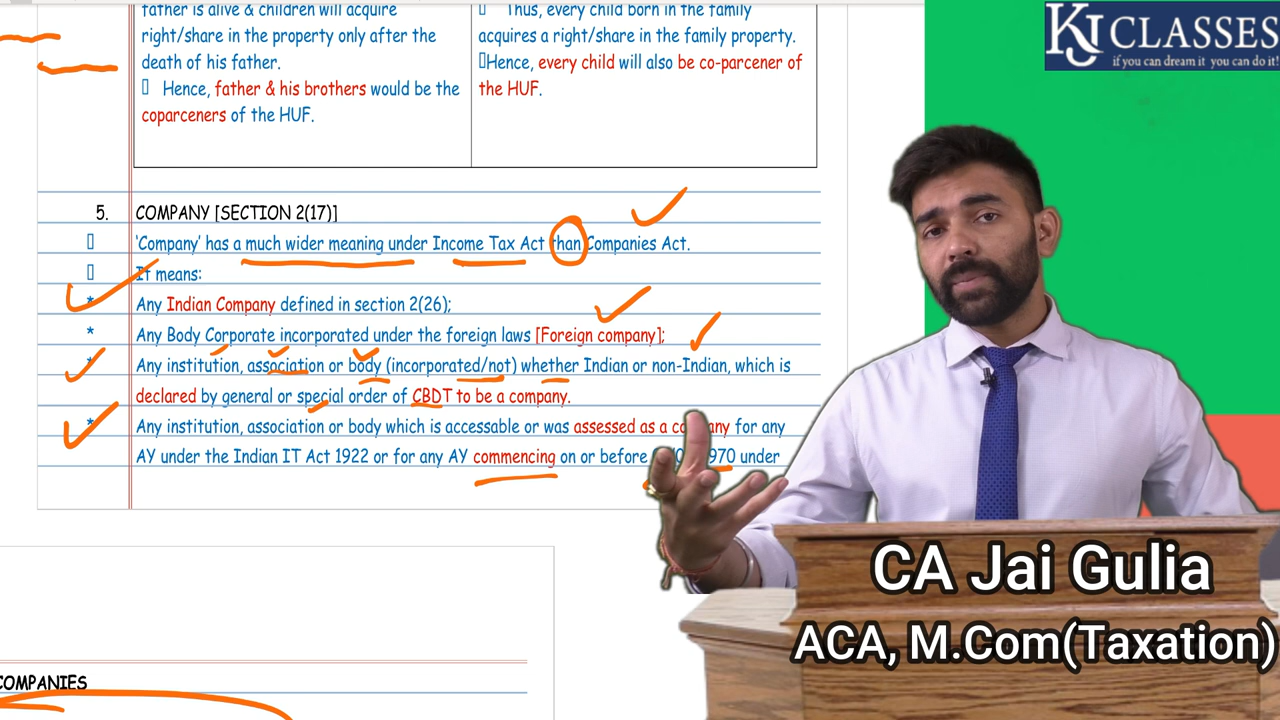 father is alive & children will acquire
right/share in the property only after the
death of his father.
Hence, father & his brothers would be the
coparceners of the HUF.
Thus, every child born in the family
acquires a right/share in the family property.
Hence, every child will also be co-parcener of
the HUF.
KJ CLASSES
if you can dream it you can do it!
5. COMPANY [SECTION 2(17)]
'Company' has a much wider meaning under Income Tax Act than Companies Act.
It means:
* Any Indian Company defined in section 2(26);
* Any Body Corporate incorporated under the foreign laws [Foreign company];
* Any institution, association or body (incorporated/not) whether Indian or non-Indian, which is
declared by general or special order of CBDT to be a company.
* Any institution, association or body which is accessable or was assessed as a company for any
AY under the Indian IT Act 1922 or for any AY commencing on or before 970 under
COMPANIES
CA Jai Gulia
ACA, M.Com(Taxation)